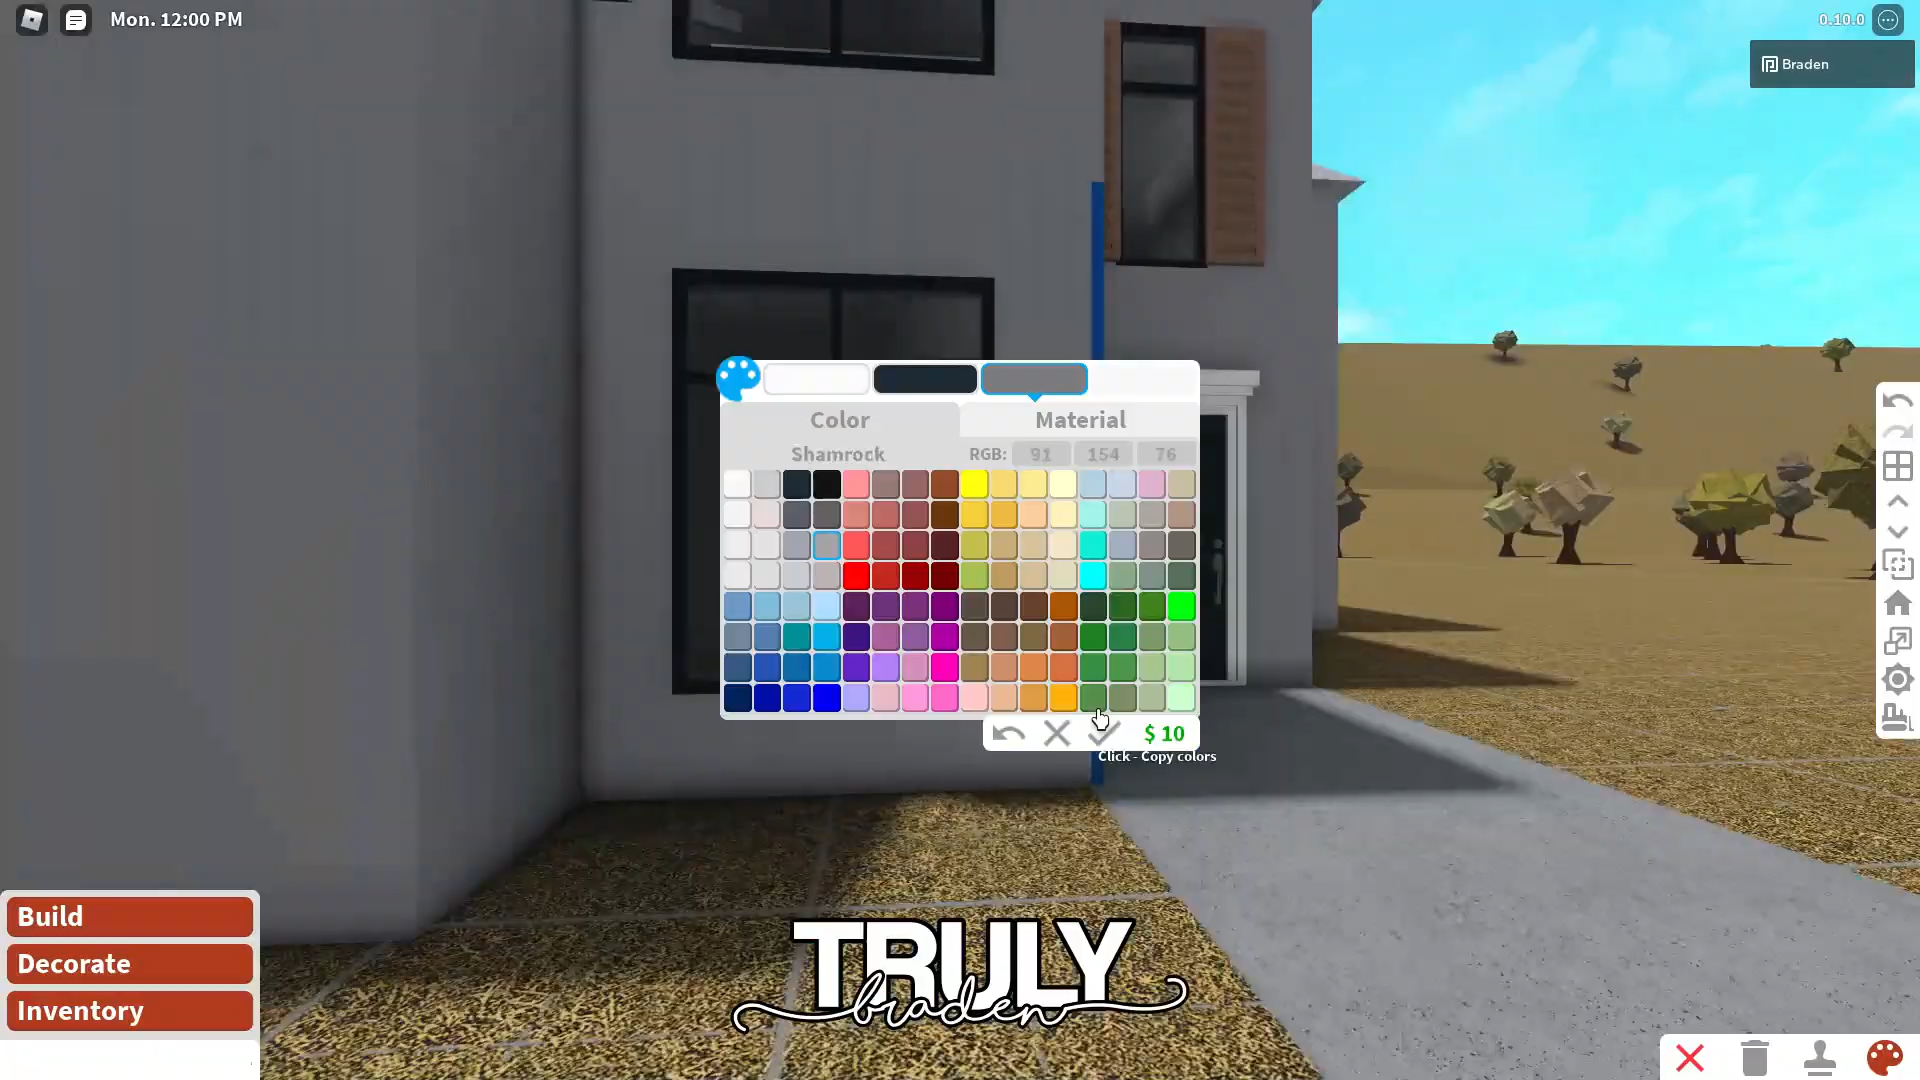 Mon. 12:00 PM
0.10.0
Braden
Color
Material
Shamrock
RGB: 91 154 76
$ 10
Click - Copy colors
Build
Decorate
Inventory
TRULY
braden